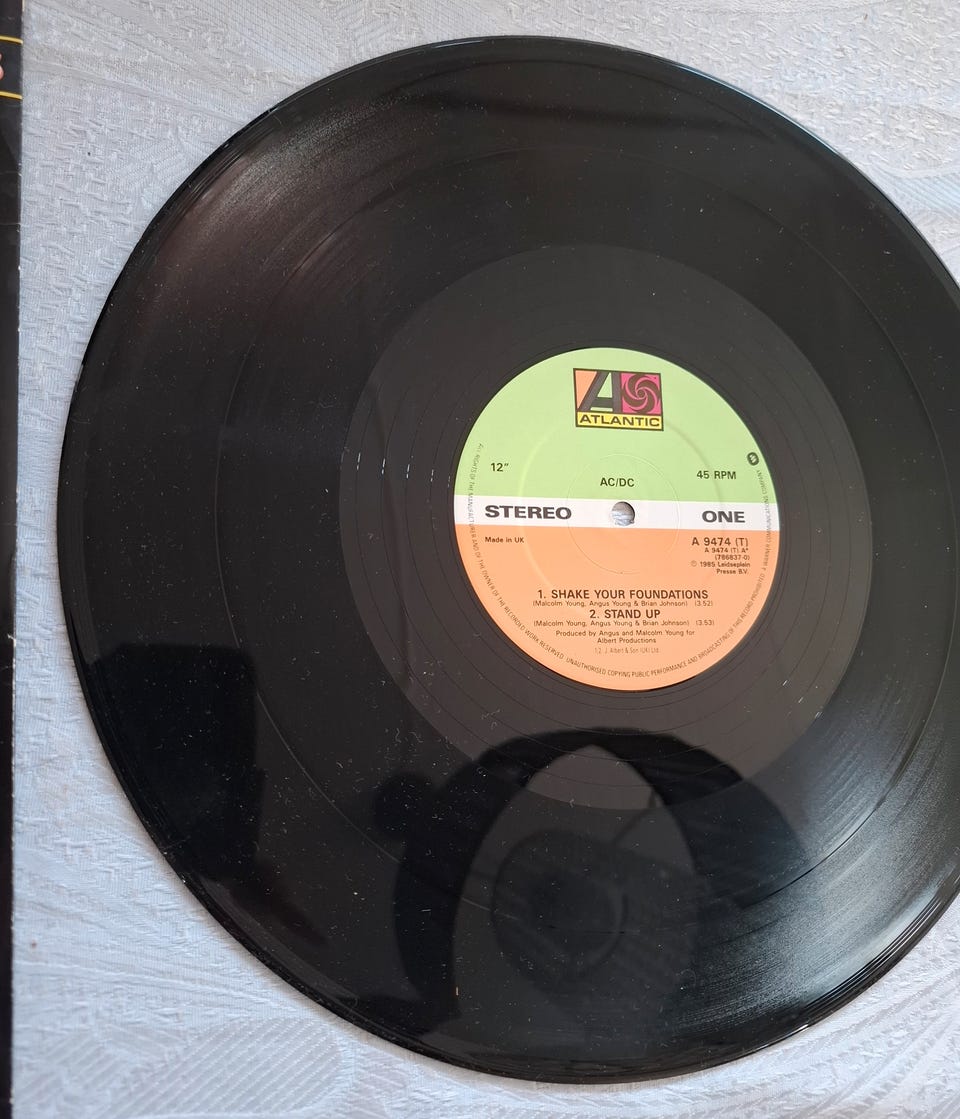 ATLANTIC
12"
45 RPM
AC/DC
STEREO
ONE
Made in UK
A 9474 (T)
A 9474 (T) A*
(786837-0)
℗ 1985 Leidseplein
Presse B.V.
1. SHAKE YOUR FOUNDATIONS
(Malcolm Young, Angus Young & Brian Johnson) (3.52)
2. STAND UP
(Malcolm Young, Angus Young & Brian Johnson) (3.53)
Produced by Angus and Malcolm Young for
Albert Productions
1,2. J. Albert & Son (UK) Ltd.
ALL RIGHTS OF THE MANUFACTURER AND OF THE OWNER OF THE RECORDED WORK RESERVED. UNAUTHORISED COPYING PUBLIC PERFORMANCE AND BROADCASTING OF THIS RECORD PROHIBITED. A WARNER COMMUNICATIONS COMPANY